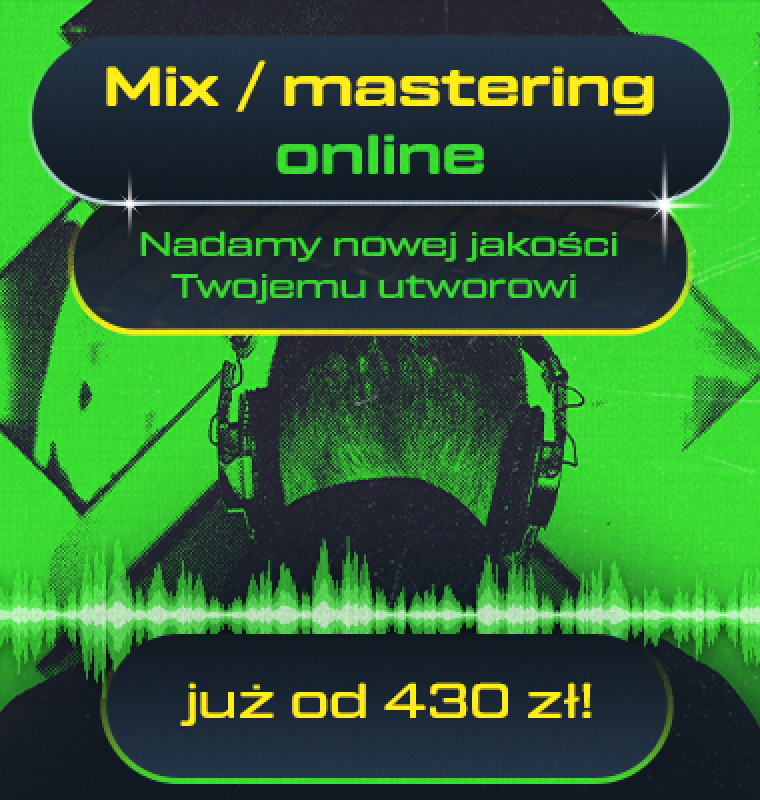 Mix / mastering
online
Nadamy nowej jakości
Twojemu utworowi
już od 430 zł!